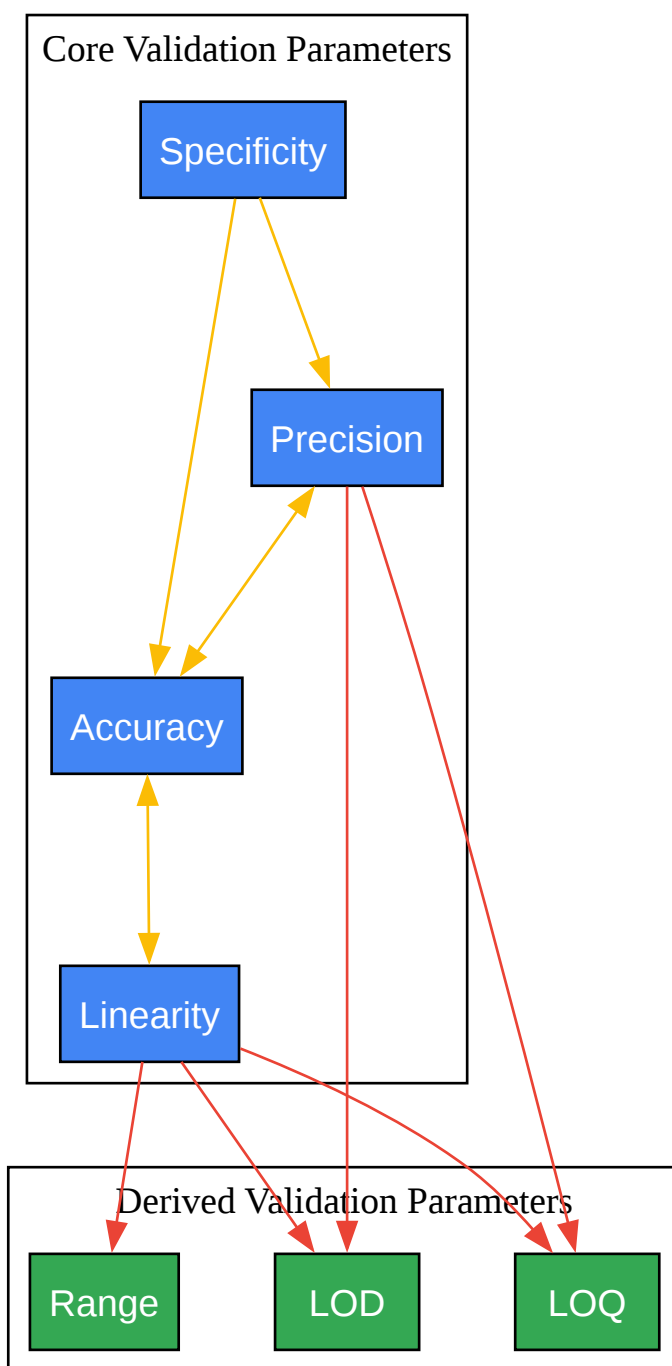 Core Validation Parameters
Specificity
Precision
Accuracy
Linearity
Derived Validation Parameters
Range
LOD
LOQ